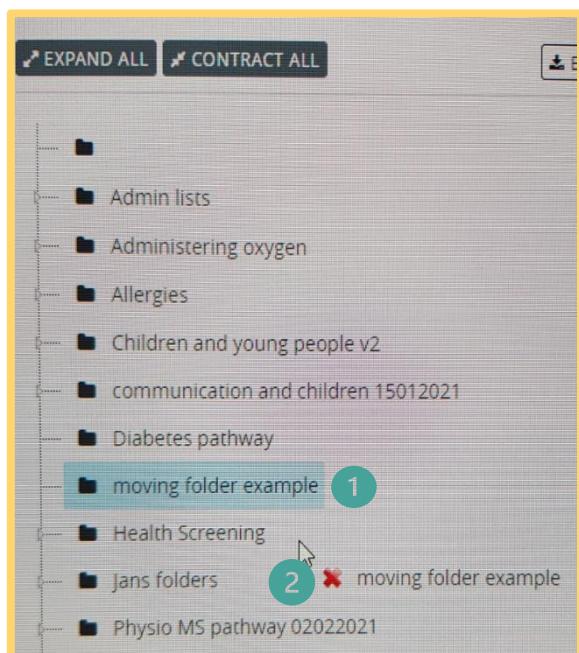 EXPAND ALL CONTRACT ALL
Admin lists
Administering oxygen
Allergies
Children and young people v2
communication and children 15012021
Diabetes pathway
moving folder example 1
Health Screening
Jans folders 2 moving folder example
Physio MS pathway 02022021